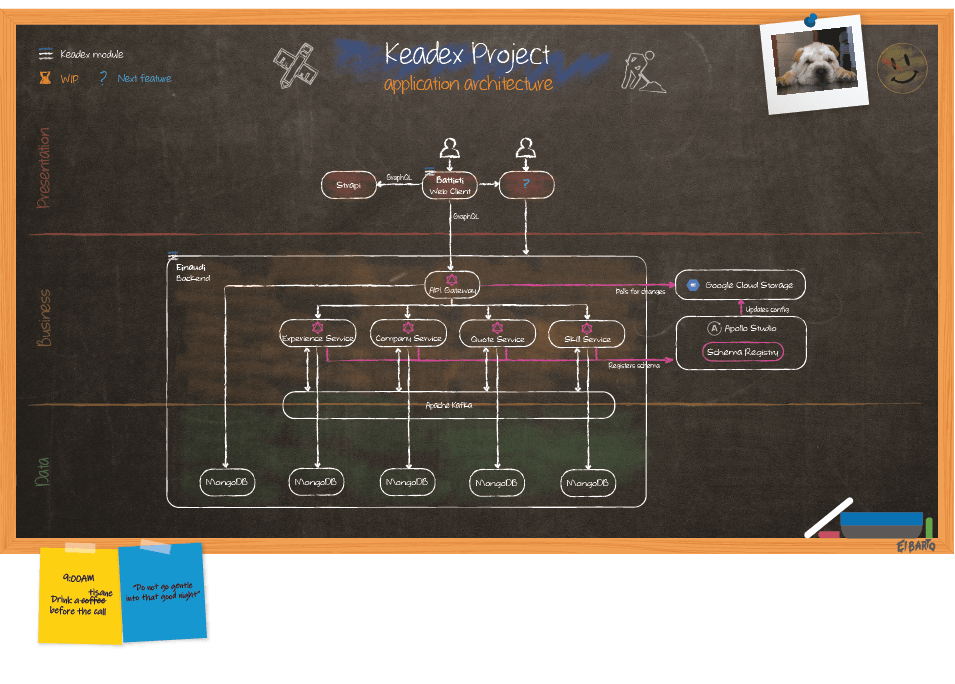 Keadex module
WIP
?
Next feature
Keadex Project
application architecture
Presentation
Strapi
GraphQL
Battisti
Web Client
?
GraphQL
Business
Einaudi
Backend
API Gateway
Polls for changes
Google Cloud Storage
Updates config
A Apollo Studio
Schema Registry
Experience Service
Company Service
Quote Service
Skill Service
Registers schema
Apache Kafka
Data
MongoDB
MongoDB
MongoDB
MongoDB
MongoDB
El BARTO
9:00AM
tisane
Drink a coffee
before the call
"Do not go gentle
into that good night"